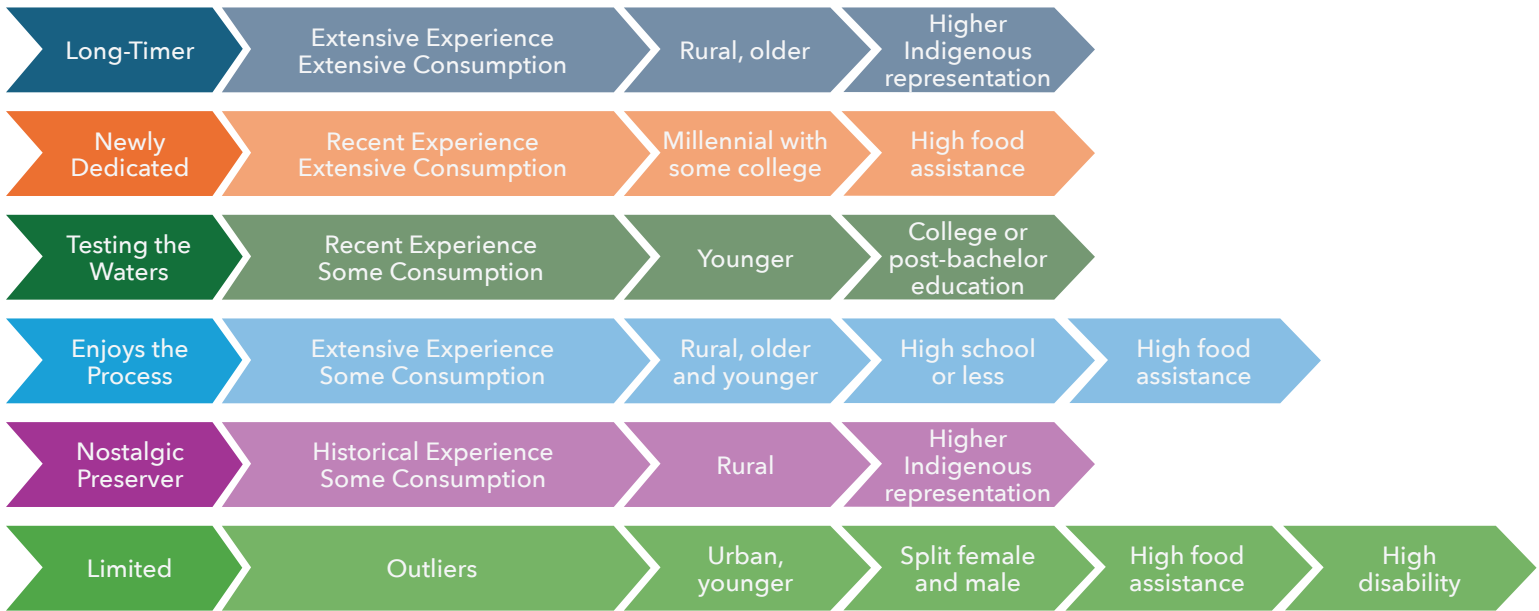 Long-Timer
Extensive Experience
Extensive Consumption
Rural, older
Higher
Indigenous
representation
Newly
Dedicated
Recent Experience
Extensive Consumption
Millennial with
some college
High food
assistance
Testing the
Waters
Recent Experience
Some Consumption
Younger
College or
post-bachelor
education
Enjoys the
Process
Extensive Experience
Some Consumption
Rural, older
and younger
High school
or less
High food
assistance
Nostalgic
Preserver
Historical Experience
Some Consumption
Rural
Higher
Indigenous
representation
Limited
Outliers
Urban,
younger
Split female
and male
High food
assistance
High
disability